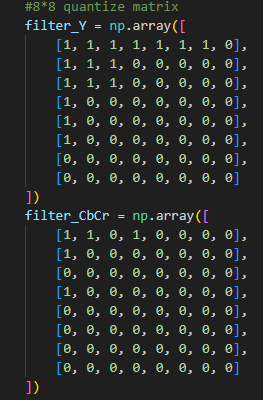 #8*8 quantize matrix
filter_Y = np.array([
    [1, 1, 1, 1, 1, 1, 1, 0],
    [1, 1, 1, 0, 0, 0, 0, 0],
    [1, 1, 1, 0, 0, 0, 0, 0],
    [1, 0, 0, 0, 0, 0, 0, 0],
    [1, 0, 0, 0, 0, 0, 0, 0],
    [1, 0, 0, 0, 0, 0, 0, 0],
    [0, 0, 0, 0, 0, 0, 0, 0],
    [0, 0, 0, 0, 0, 0, 0, 0]
])
filter_CbCr = np.array([
    [1, 1, 0, 1, 0, 0, 0, 0],
    [1, 0, 0, 0, 0, 0, 0, 0],
    [0, 0, 0, 0, 0, 0, 0, 0],
    [1, 0, 0, 0, 0, 0, 0, 0],
    [0, 0, 0, 0, 0, 0, 0, 0],
    [0, 0, 0, 0, 0, 0, 0, 0],
    [0, 0, 0, 0, 0, 0, 0, 0],
    [0, 0, 0, 0, 0, 0, 0, 0]
])